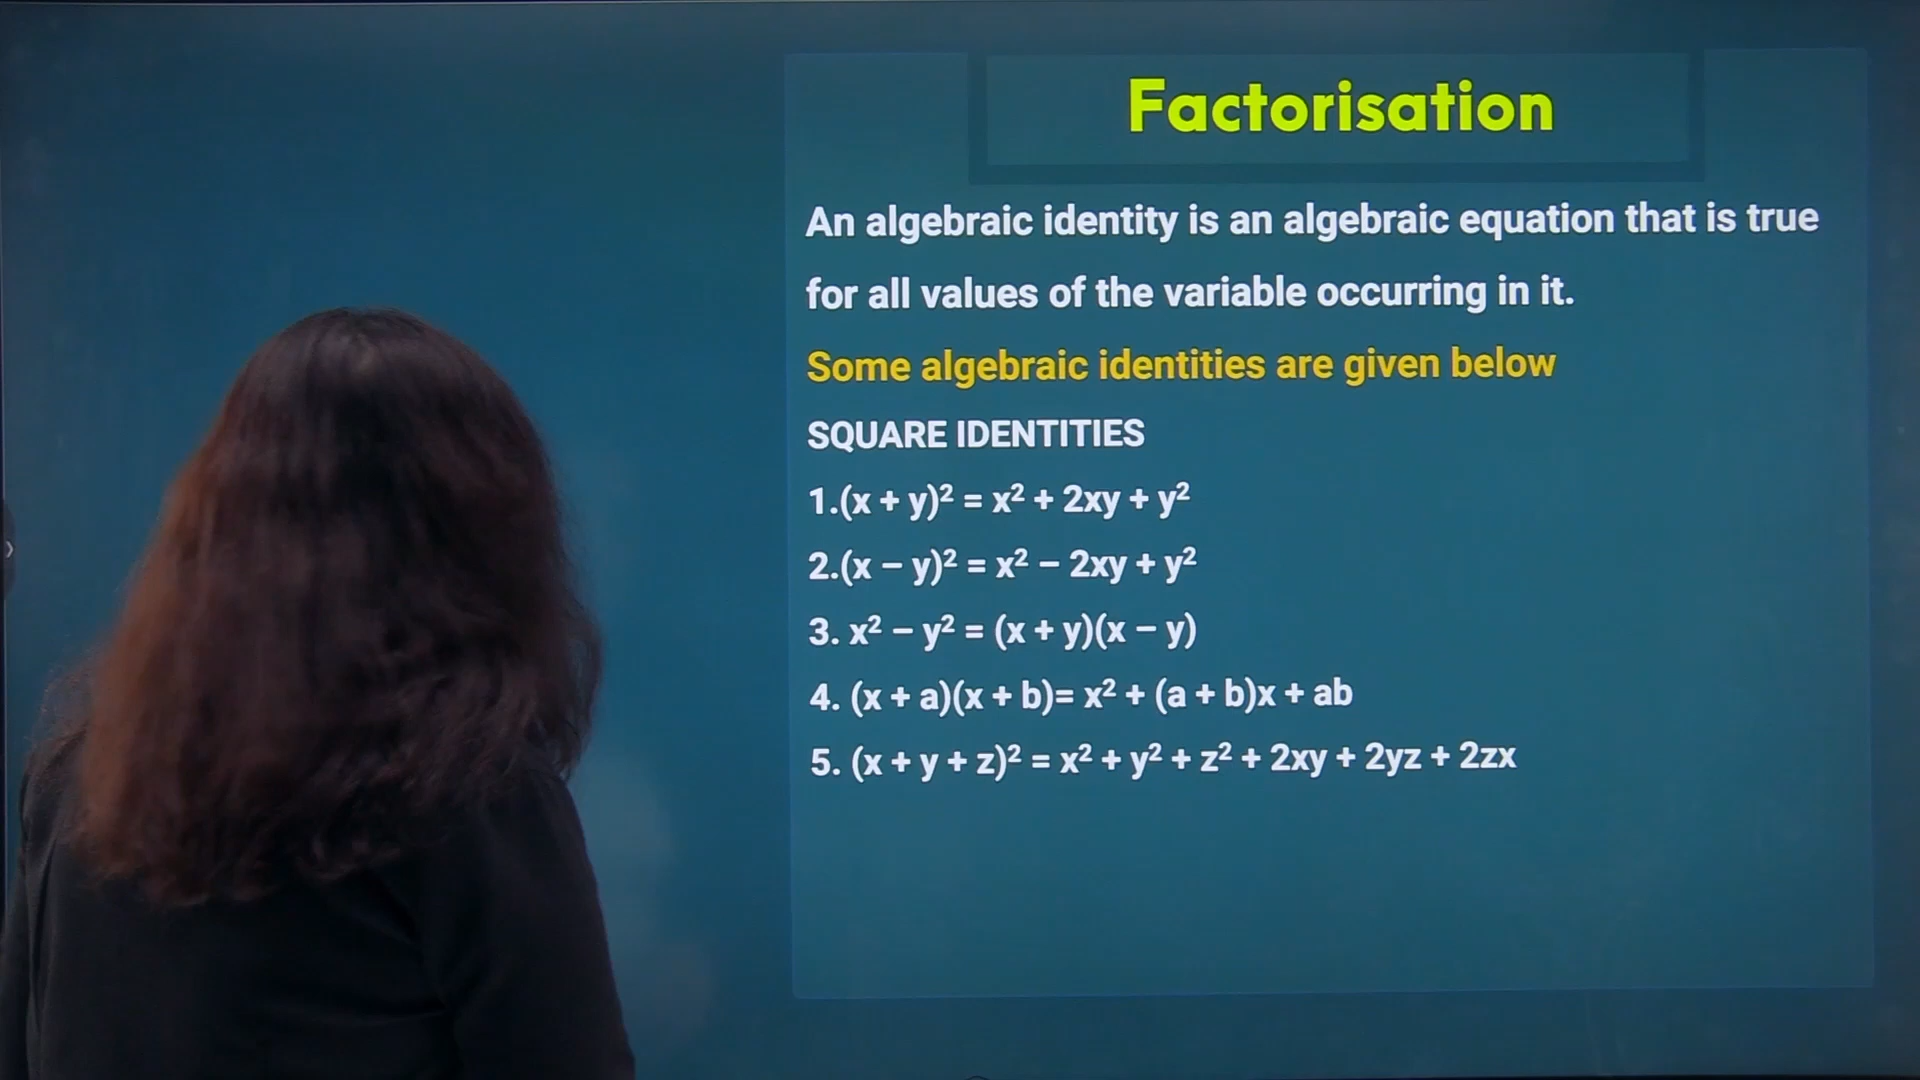 Factorisation
An algebraic identity is an algebraic equation that is true
for all values of the variable occurring in it.
Some algebraic identities are given below
SQUARE IDENTITIES
1.(x + y)² = x² + 2xy + y²
2.(x – y)² = x² – 2xy + y²
3. x² – y² = (x + y)(x – y)
4. (x + a)(x + b)= x² + (a + b)x + ab
5. (x + y + z)² = x² + y² + z² + 2xy + 2yz + 2zx